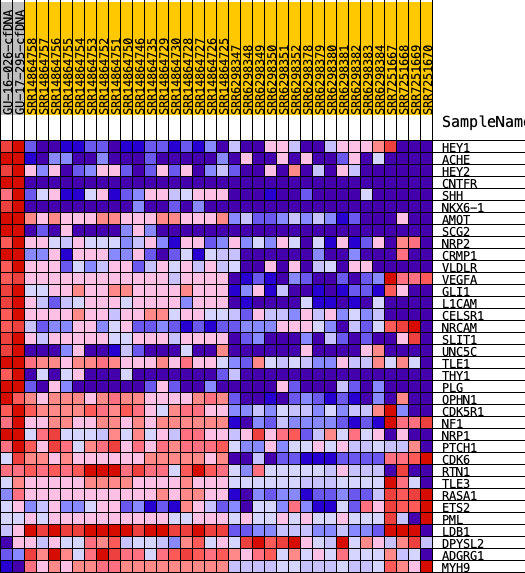 GU-16-026-cfDNA
GU-17-295-cfDNA
SRR14864758
SRR14864757
SRR14864756
SRR14864755
SRR14864754
SRR14864753
SRR14864752
SRR14864751
SRR14864735
SRR14864729
SRR14864730
SRR14864728
SRR14864727
SRR14864726
SRR14864725
SRR6298347
SRR6298348
SRR6298349
SRR6298350
SRR6298351
SRR6298352
SRR6298378
SRR6298379
SRR6298380
SRR6298381
SRR6298382
SRR6298383
SRR6298384
SRR7251667
SRR7251668
SRR7251669
SRR7251670
SampleName
HEY1
ACHE
HEY2
CNTFR
SHH
NKX6-1
AMOT
SCG2
NRP2
CRMP1
VLDLR
VEGFA
GLI1
L1CAM
CELSR1
NRCAM
SLIT1
UNC5C
TLE1
THY1
PLG
OPHN1
CDK5R1
NF1
NRP1
PTCH1
CDK6
RTN1
TLE3
RASA1
ETS2
PML
LDB1
DPYSL2
ADGRG1
MYH9